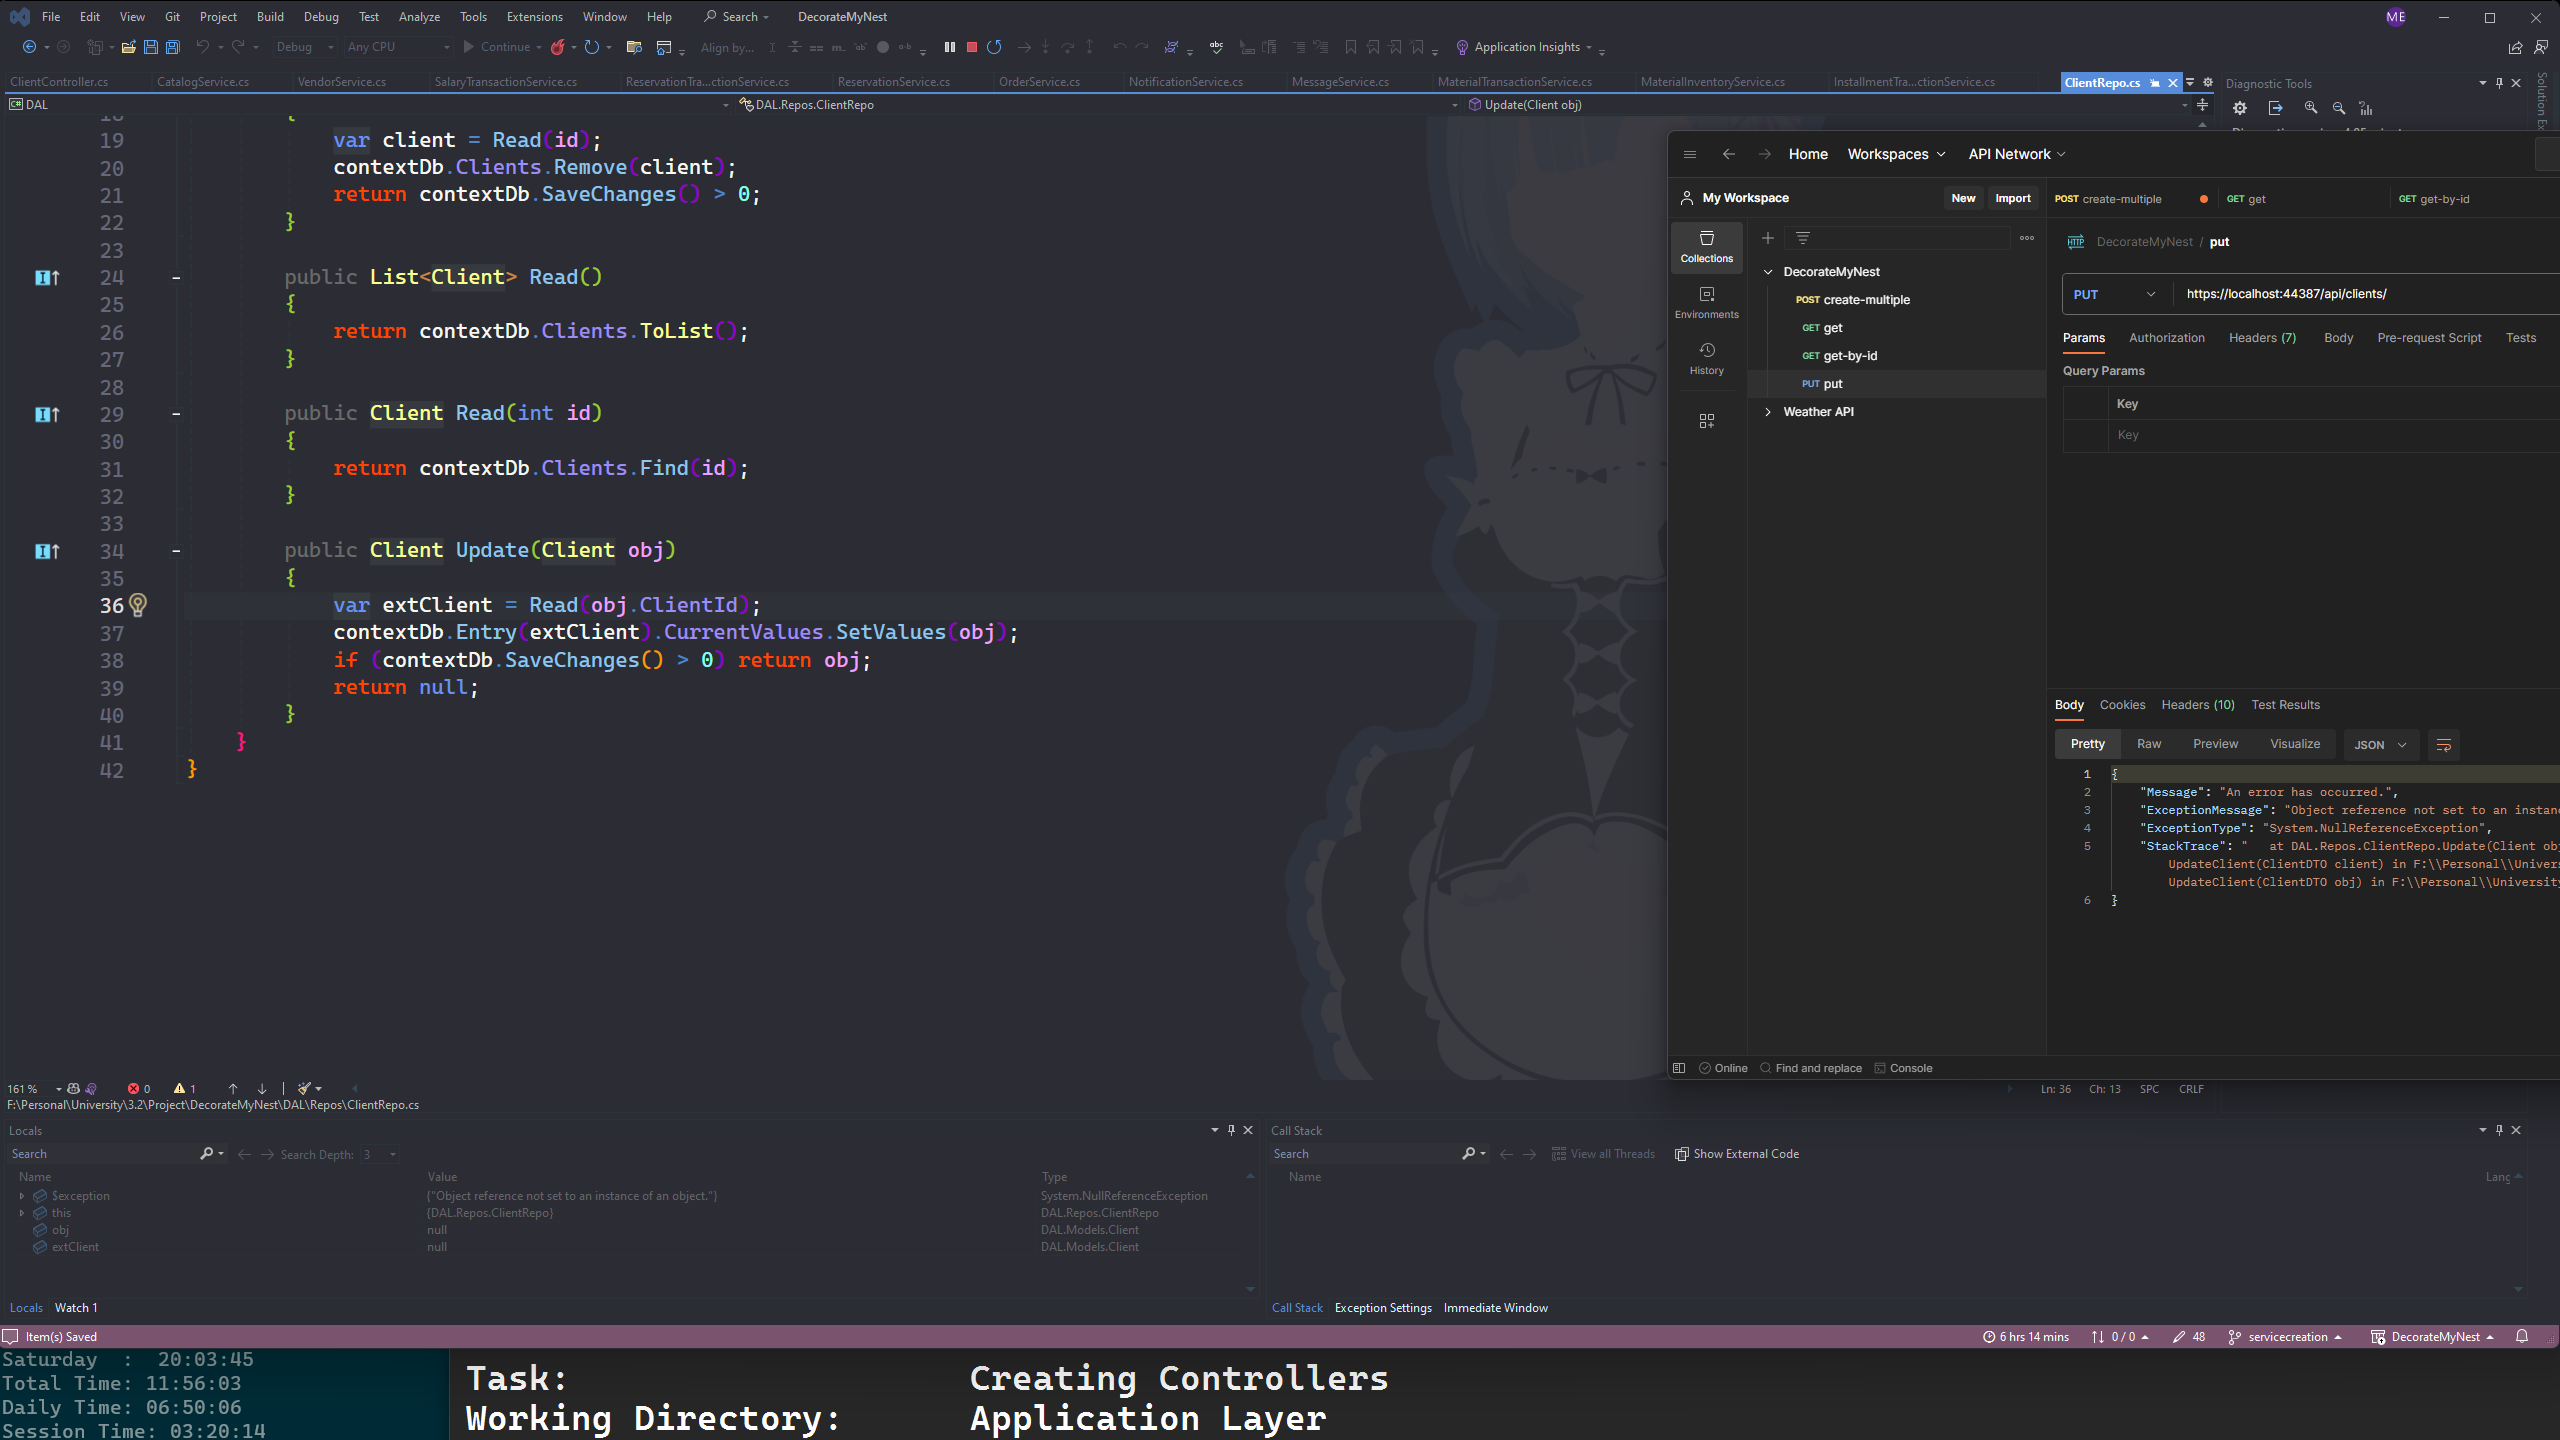 File Edit View Git Project Build Debug Test Analyze Tools Extensions Window Help Search DecorateMyNest ME
Debug Any CPU Continue Align by... Application Insights
ClientController.cs CatalogService.cs VendorService.cs SalaryTransactionService.cs ReservationTra...ctionService.cs ReservationService.cs OrderService.cs NotificationService.cs MessageService.cs MaterialTransactionService.cs MaterialInventoryService.cs InstallmentTra...ctionService.cs ClientRepo.cs Diagnostic Tools
DAL DAL.Repos.ClientRepo Update(Client obj)
18 {
19 var client = Read(id);
20 contextDb.Clients.Remove(client);
21 return contextDb.SaveChanges() > 0;
22 }
23
24 public List<Client> Read()
25 {
26 return contextDb.Clients.ToList();
27 }
28
29 public Client Read(int id)
30 {
31 return contextDb.Clients.Find(id);
32 }
33
34 public Client Update(Client obj)
35 {
36 var extClient = Read(obj.ClientId);
37 contextDb.Entry(extClient).CurrentValues.SetValues(obj);
38 if (contextDb.SaveChanges() > 0) return obj;
39 return null;
40 }
41 }
42 }
Home Workspaces API Network
My Workspace New Import POST create-multiple GET get GET get-by-id
Collections
Environments
History
DecorateMyNest
POST create-multiple
GET get
GET get-by-id
PUT put
Weather API
HTTP DecorateMyNest / put
PUT https://localhost:44387/api/clients/
Params Authorization Headers (7) Body Pre-request Script Tests
Query Params
Key
Key
Body Cookies Headers (10) Test Results
Pretty Raw Preview Visualize JSON
1 {
2 "Message": "An error has occurred.",
3 "ExceptionMessage": "Object reference not set to an instanc
4 "ExceptionType": "System.NullReferenceException",
5 "StackTrace": " at DAL.Repos.ClientRepo.Update(Client obj
UpdateClient(ClientDTO client) in F:\\Personal\\Univers
UpdateClient(ClientDTO obj) in F:\\Personal\\University
6 }
Online Find and replace Console
Solution Ex
161 % 0 1 Ln: 36 Ch: 13 SPC CRLF
F:\Personal\University\3.2\Project\DecorateMyNest\DAL\Repos\ClientRepo.cs
Locals
Search Search Depth: 3
Name Value Type
$exception {"Object reference not set to an instance of an object."} System.NullReferenceException
this {DAL.Repos.ClientRepo} DAL.Repos.ClientRepo
obj null DAL.Models.Client
extClient null DAL.Models.Client
Locals Watch 1
Call Stack
Search View all Threads Show External Code
Name Lang
Call Stack Exception Settings Immediate Window
Item(s) Saved 6 hrs 14 mins 0 / 0 48 servicecreation DecorateMyNest
Saturday : 20:03:45
Total Time: 11:56:03
Daily Time: 06:50:06
Session Time: 03:20:14
Task: Creating Controllers
Working Directory: Application Layer